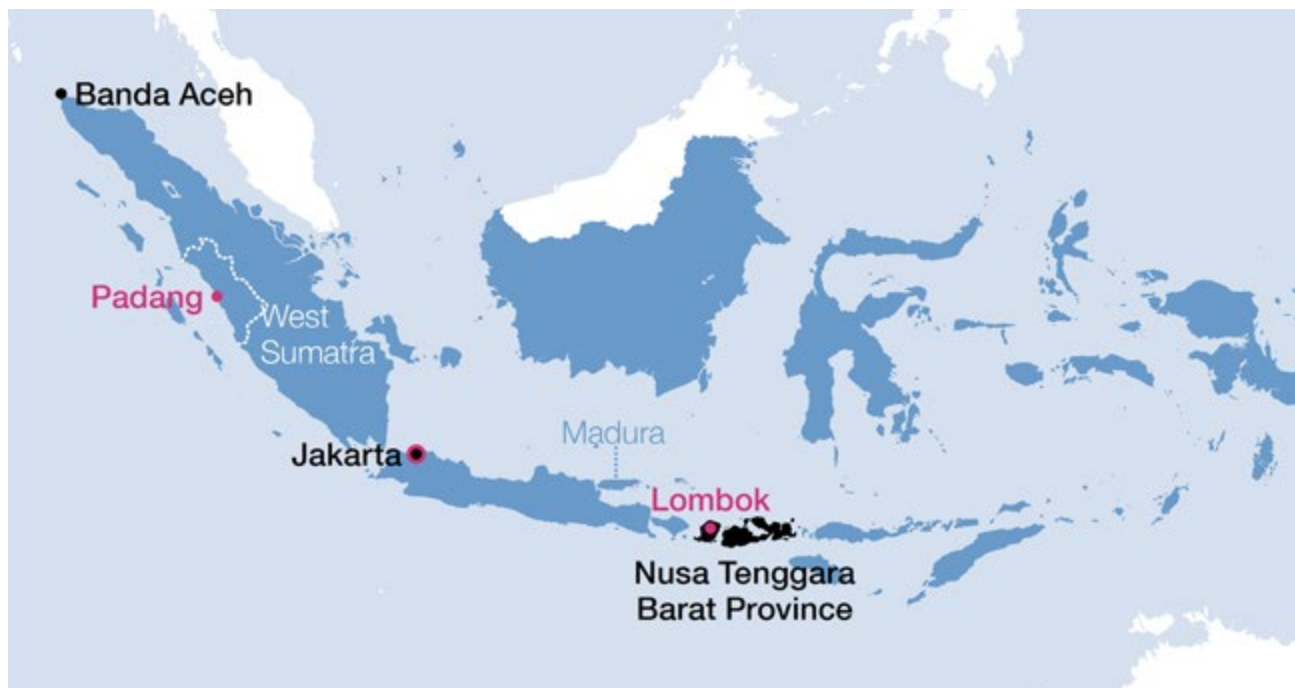 Banda Aceh
Padang
West
Sumatra
Jakarta
Madura
Lombok
Nusa Tenggara
Barat Province